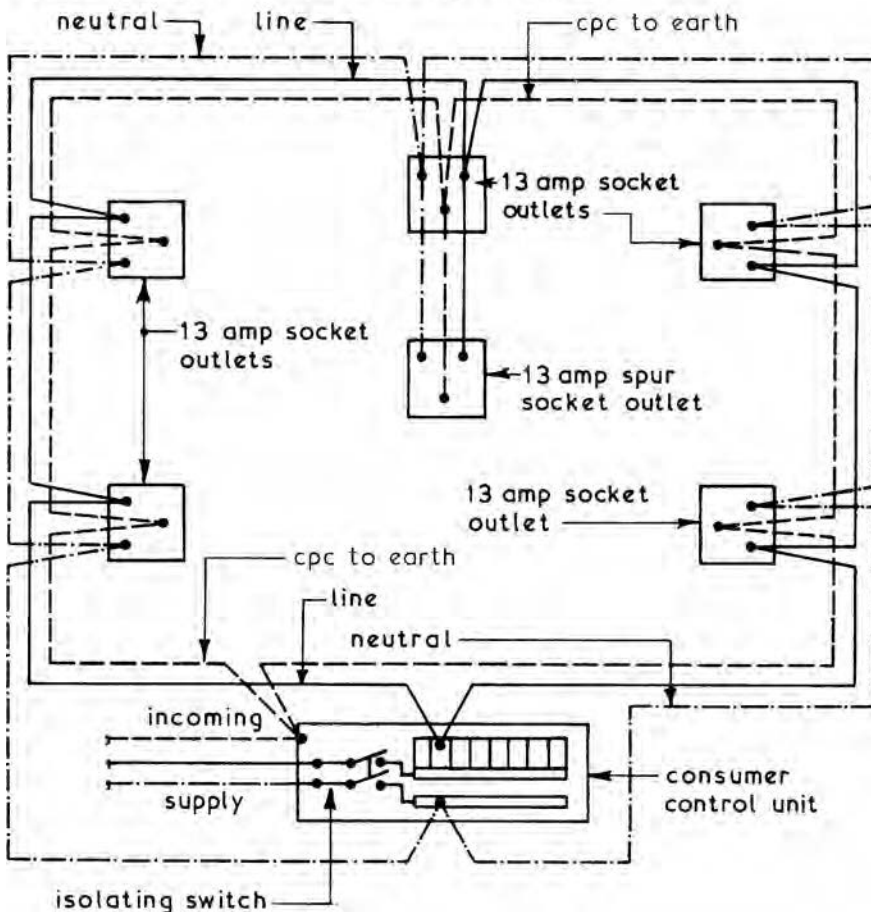 neutral
line
cpc to earth
13 amp socket
outlets
13 amp socket
outlets
13 amp spur
socket outlet
13 amp socket
outlet
cpc to earth
line
neutral
incoming
supply
consumer
control unit
isolating switch